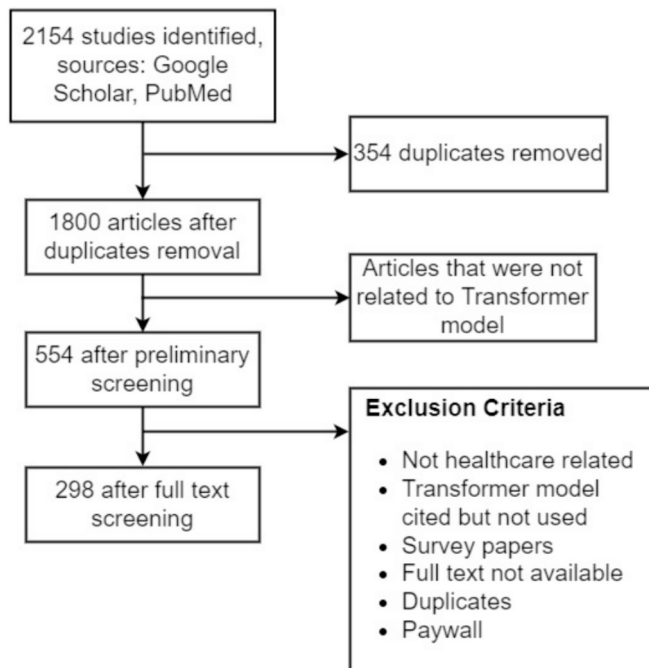 2154 studies identified,
sources: Google
Scholar, PubMed
354 duplicates removed
1800 articles after
duplicates removal
Articles that were not
related to Transformer
model
554 after preliminary
screening
Exclusion Criteria
• Not healthcare related
• Transformer model
cited but not used
• Survey papers
• Full text not available
• Duplicates
• Paywall
298 after full text
screening